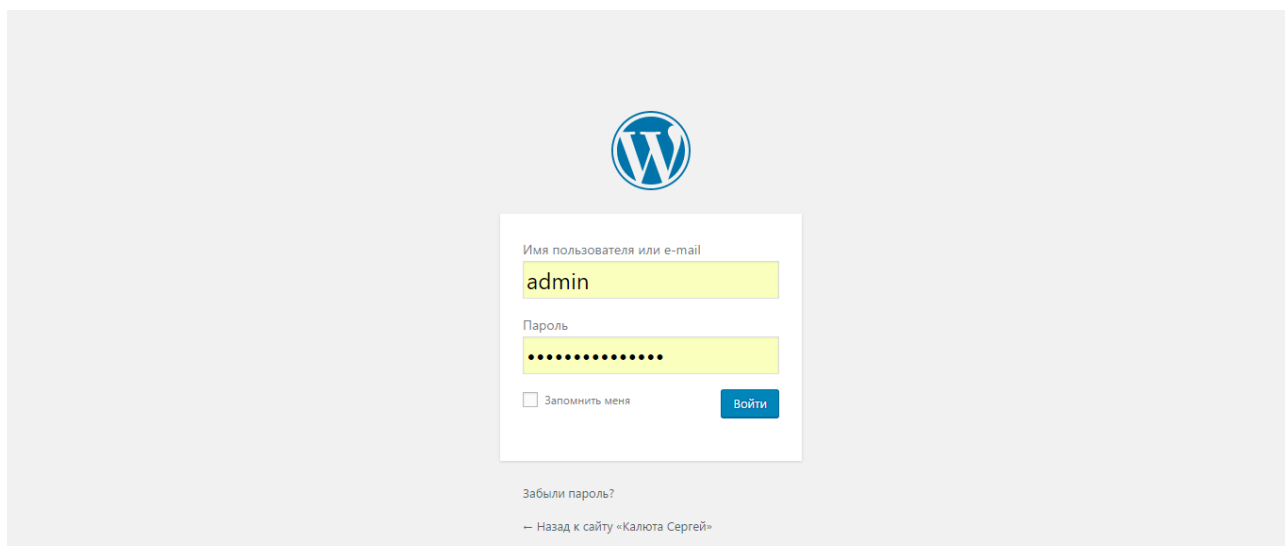 Имя пользователя или e-mail
admin
Пароль
•••••••••••••••
Запомнить меня
Войти
Забыли пароль?
← Назад к сайту «Калюта Сергей»